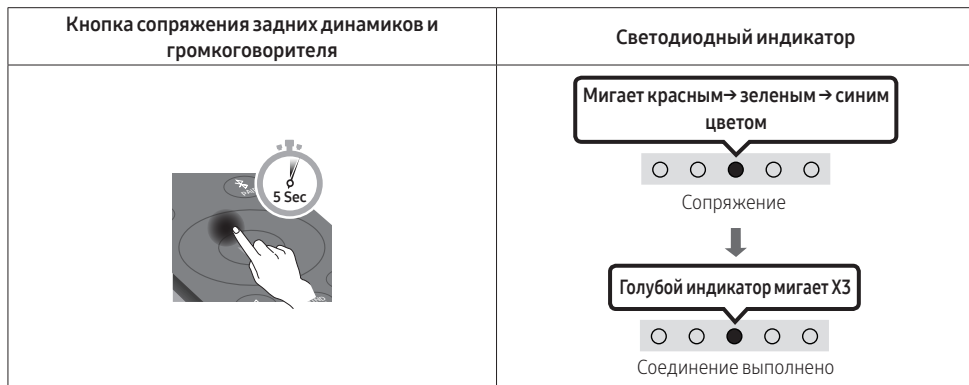 Кнопка сопряжения задних динамиков и
громкоговорителя
Светодиодный индикатор
5 Sec
Мигает красным→ зеленым → синим
цветом
Сопряжение
Голубой индикатор мигает X3
Соединение выполнено